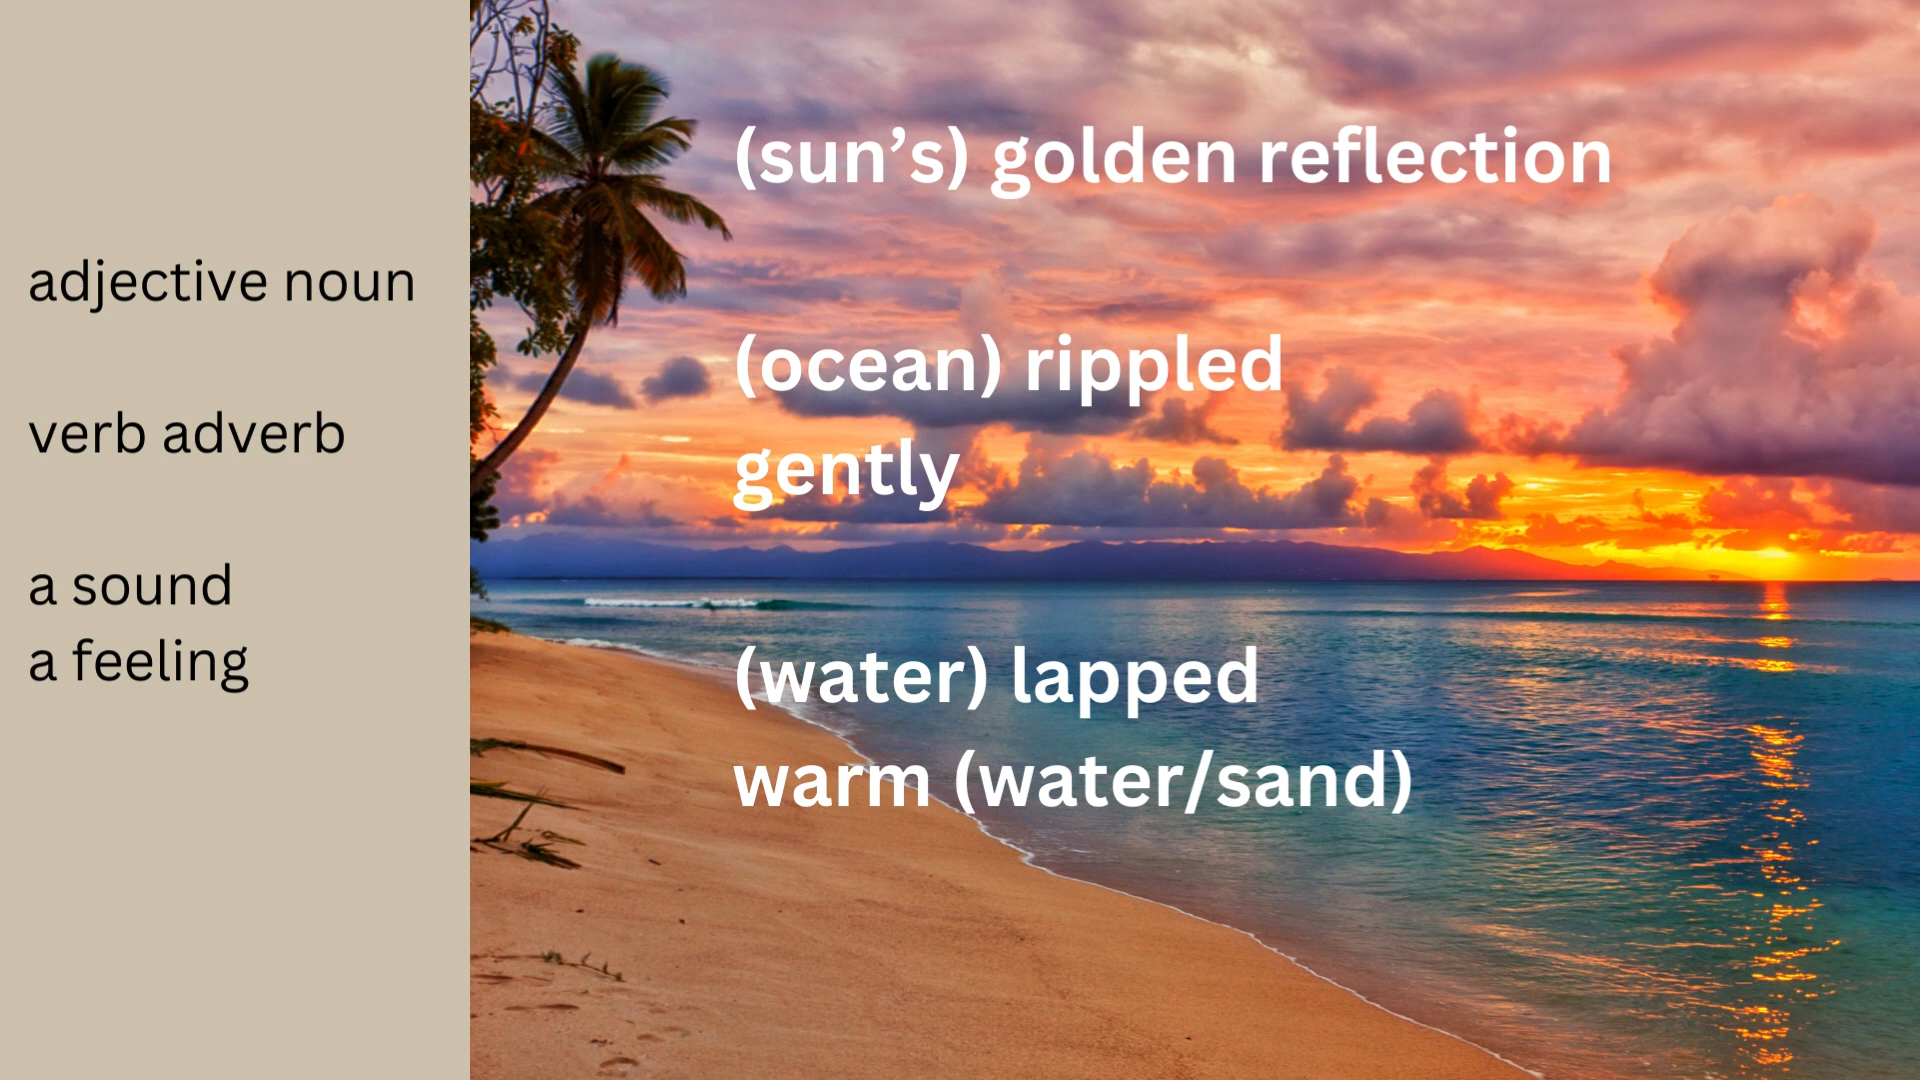 adjective noun
verb adverb
a sound
a feeling
(sun’s) golden reflection
(ocean) rippled
gently
(water) lapped
warm (water/sand)